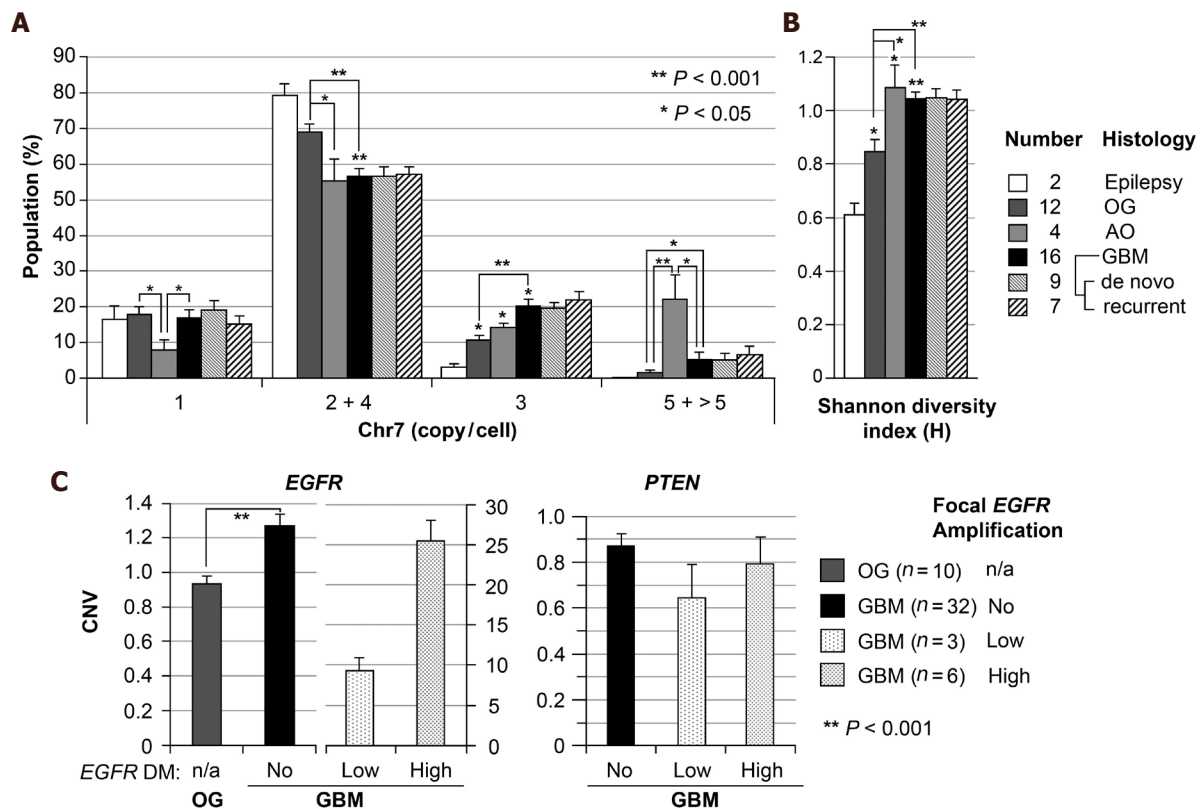 A
90
80
70
60
50
40
30
20
10
0
Population (%)
** P < 0.001
* P < 0.05
** * **
* * ** * * * ** * *
1 2 + 4 3 5 + > 5
Chr7 (copy/cell)
B
1.2
1.0
0.8
0.6
0.4
0.2
0
**
*
*
**
*
Shannon diversity
index (H)
Number Histology
2 Epilepsy
12 OG
4 AO
16 GBM
9 de novo
7 recurrent
C
EGFR
CNV
1.4
1.2
1.0
0.8
0.6
0.4
0.2
0
**
30
25
20
15
10
5
0
EGFR DM: n/a No Low High
OG GBM
PTEN
1.0
0.8
0.6
0.4
0.2
0
No Low High
GBM
Focal EGFR
Amplification
OG (n = 10) n/a
GBM (n = 32) No
GBM (n = 3) Low
GBM (n = 6) High
** P < 0.001